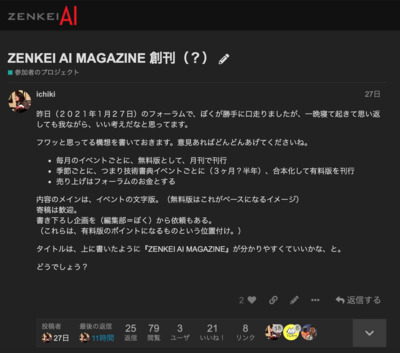 ZENKEI AI
ZENKEI AI MAGAZINE 創刊（？）
参加者のプロジェクト
ichiki
27日
昨日（２０２１年１月２７日）のフォーラムで、ぼくが勝手に口走りましたが、一晩寝て起きて思い返
しても我ながら、いい考えだなと思ってます。
フワッと思ってる構想を書いておきます。意見あればどんどんあげてくださいね。
• 毎月のイベントごとに、無料版として、月刊で刊行
• 季節ごとに、つまり技術書典イベントごとに（３ヶ月？半年）、合本化して有料版を刊行
• 売り上げはフォーラムのお金とする
内容のメインは、イベントの文字版。（無料版はこれがベースになるイメージ）
寄稿は歓迎。
書き下ろし企画を（編集部＝ぼく）から依頼もある。
（これらは、有料版のポイントになるものという位置付け。）
タイトルは、上に書いたように『ZENKEI AI MAGAZINE』が分かりやすくていいかな、と。
どうでしょう？
2
返信する
投稿者 最後の返信 25 79 3 21 8
27日 11時間 返信 閲覧 ユーザ いいね！ リンク